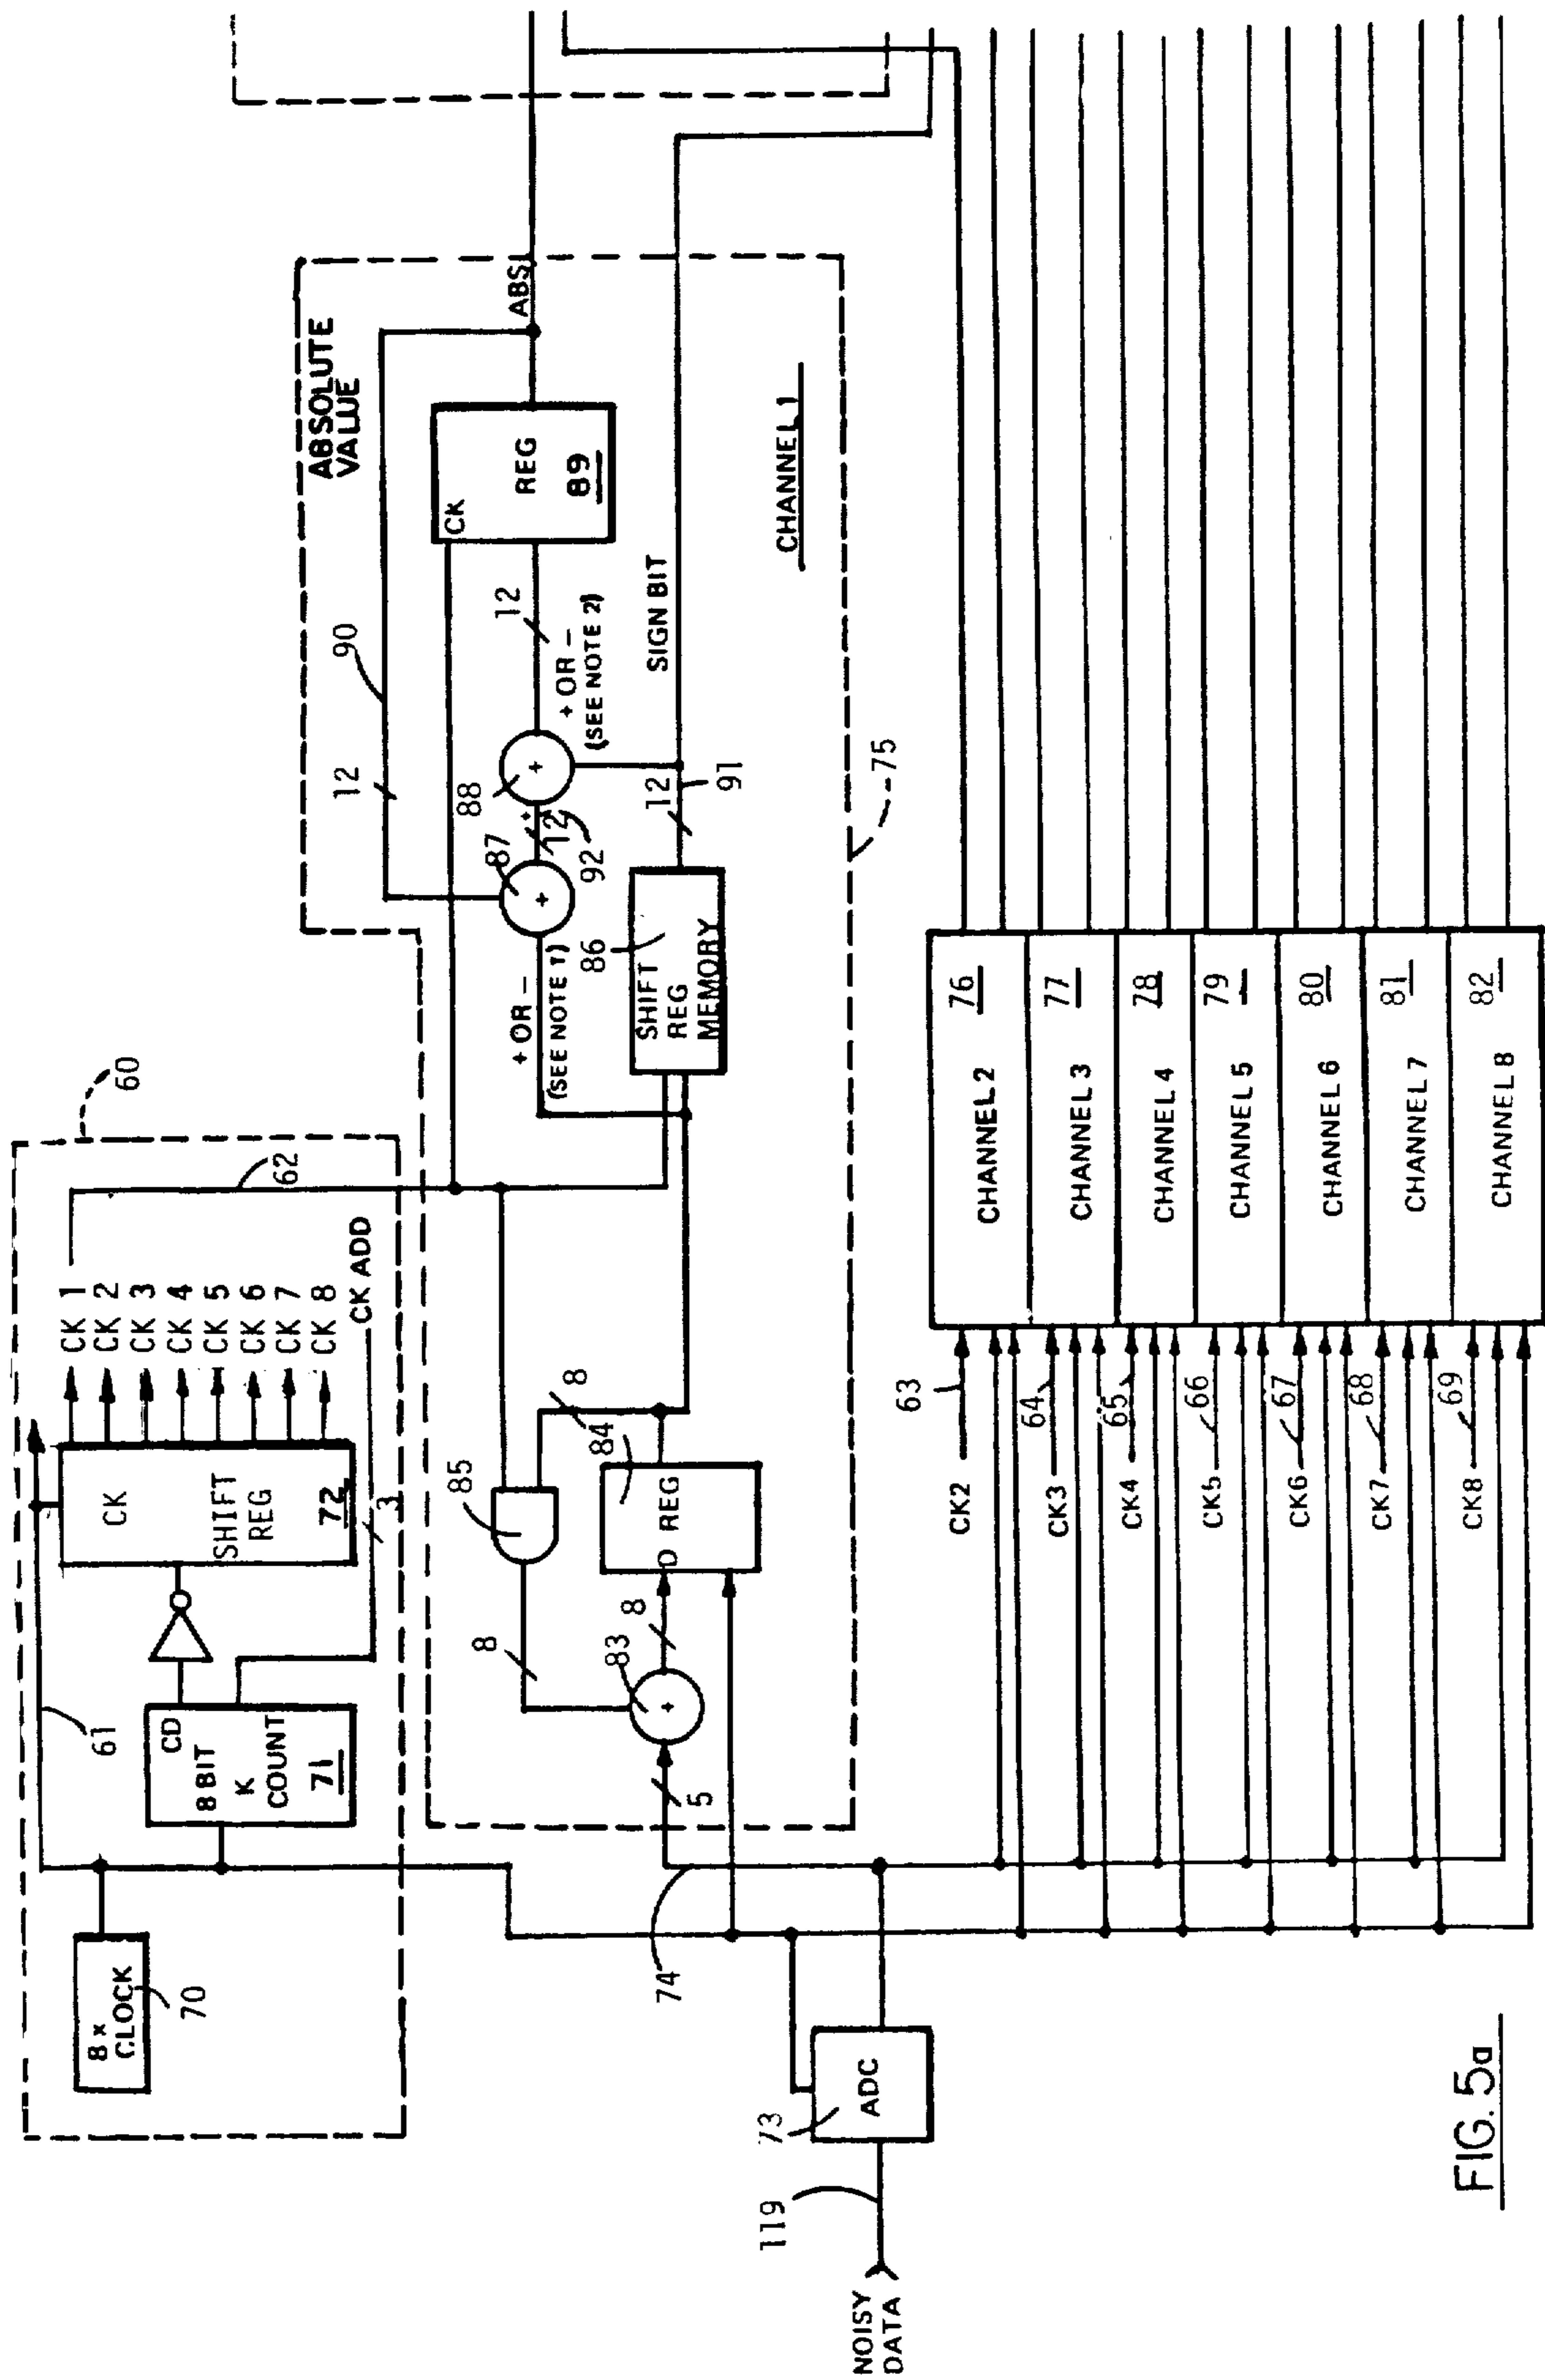 60
8x
CLOCK
70
61
CD
8 BIT
K
COUNT
71
CK
SHIFT
REG
72
CK 1
CK 2
CK 3
CK 4
CK 5
CK 6
CK 7
CK 8
CK ADD
3
62
ABSOLUTE
VALUE
90
12
85
8
8
83
8
5
84
D REG
+
+ OR -
(SEE NOTE 1)
86
SHIFT
REG
MEMORY
87
+
12
92
88
+
+ OR -
(SEE NOTE 2)
12
CK
REG
89
ABS
12
91
SIGN BIT
CHANNEL 1
75
74
NOISY
DATA
119
73
ADC
CK2
63
CHANNEL 2
76
CK3
64
CHANNEL 3
77
CK4
65
CHANNEL 4
78
CK5
66
CHANNEL 5
79
CK6
67
CHANNEL 6
80
CK7
68
CHANNEL 7
81
CK8
69
CHANNEL 8
82
FIG. 5a